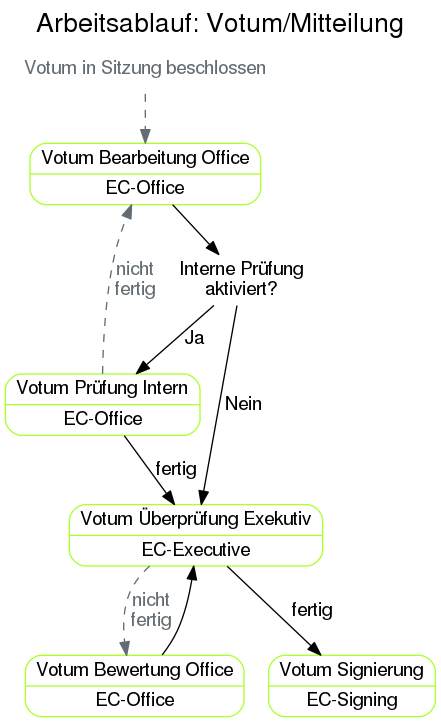 Arbeitsablauf: Votum/Mitteilung
Votum in Sitzung beschlossen
Votum Bearbeitung Office
EC-Office
nicht
fertig
Interne Prüfung
aktiviert?
Ja
Votum Prüfung Intern
EC-Office
Nein
fertig
Votum Überprüfung Exekutiv
EC-Executive
nicht
fertig
fertig
Votum Bewertung Office
EC-Office
Votum Signierung
EC-Signing